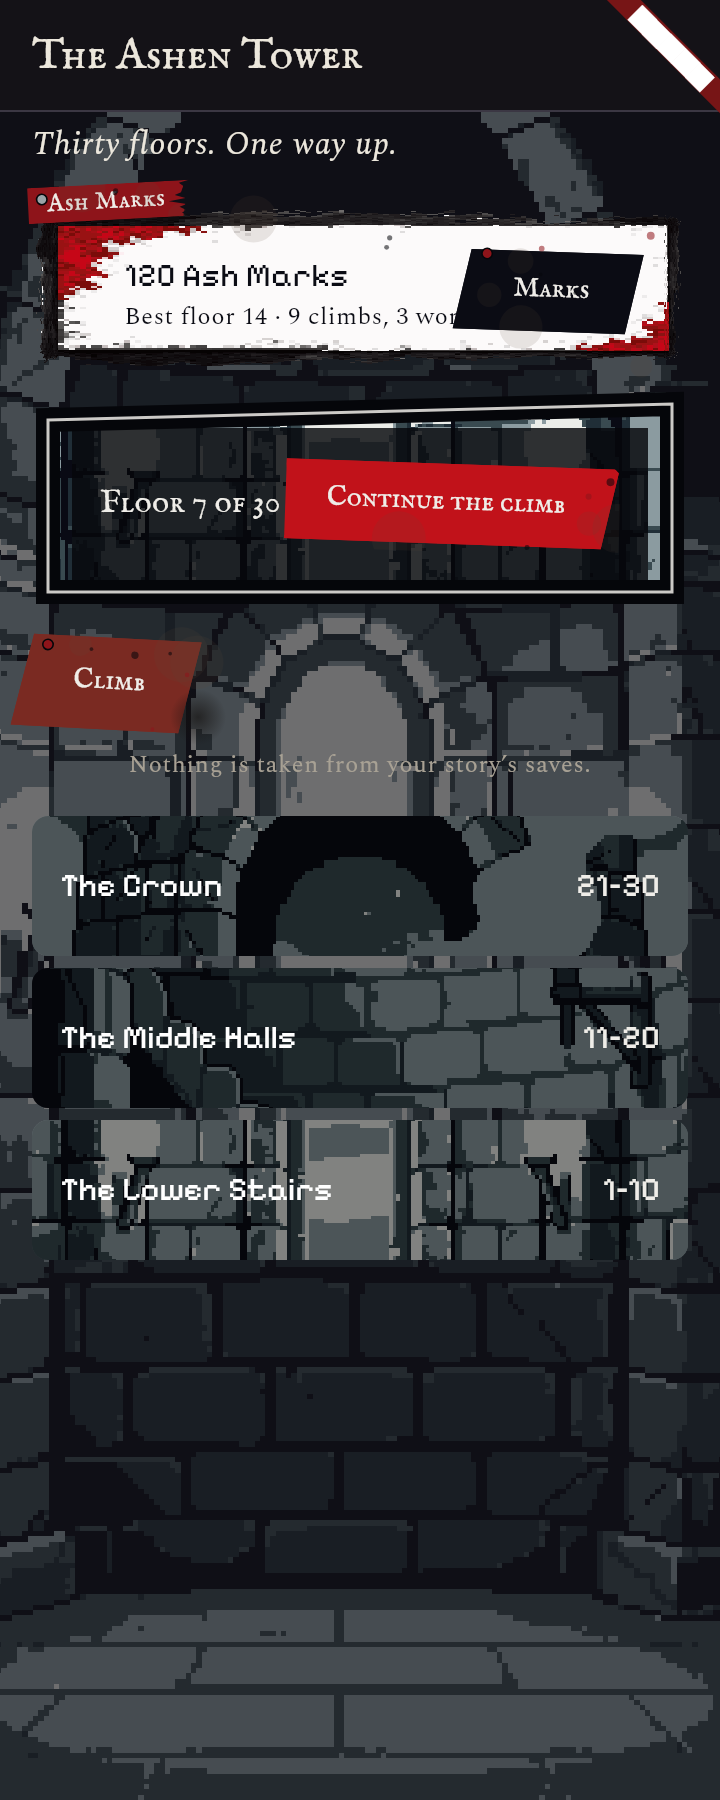 The Ashen Tower
Thirty floors. One way up.
Ash Marks
120 Ash Marks
Marks
Best floor 14 · 9 climbs, 3
Floor 7 of 30
Continue the climb
Climb
Nothing is taken from your story's saves.
The Crown
21-30
The Middle Halls
11-20
The Lower Stairs
1-10